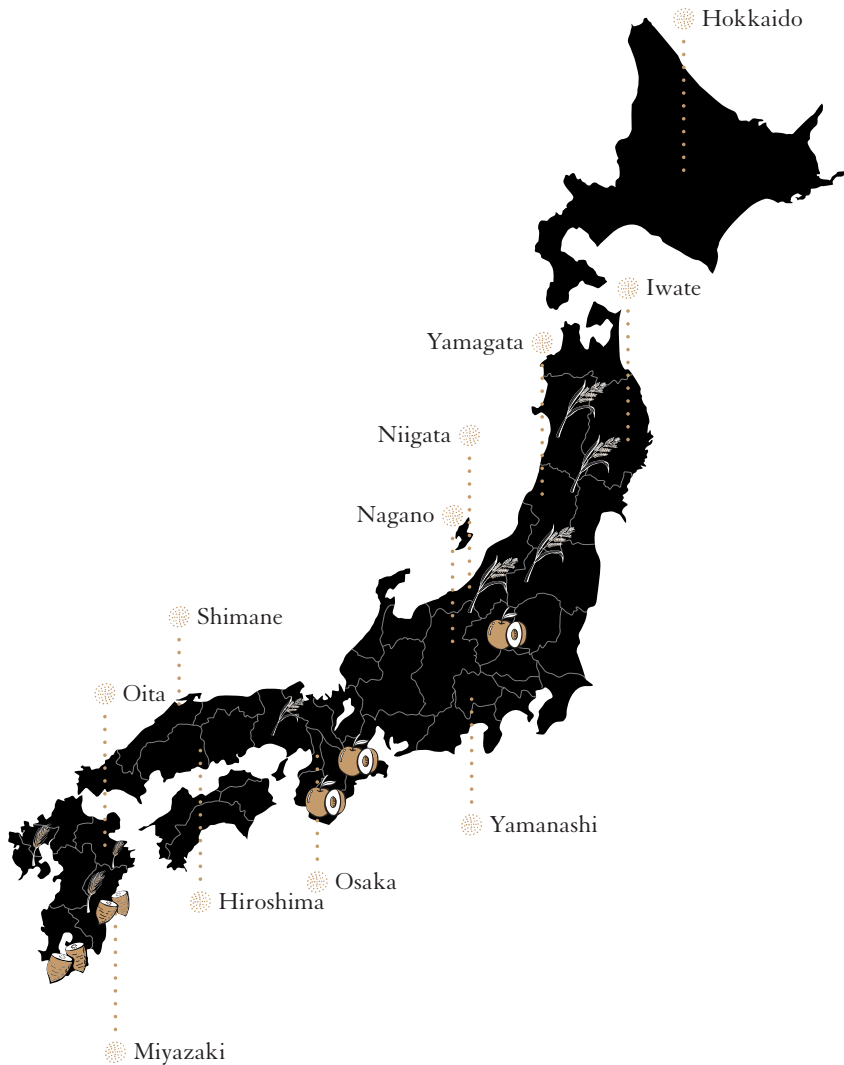 Hokkaido
Iwate
Yamagata
Niigata
Nagano
Shimane
Oita
Yamanashi
Osaka
Hiroshima
Miyazaki